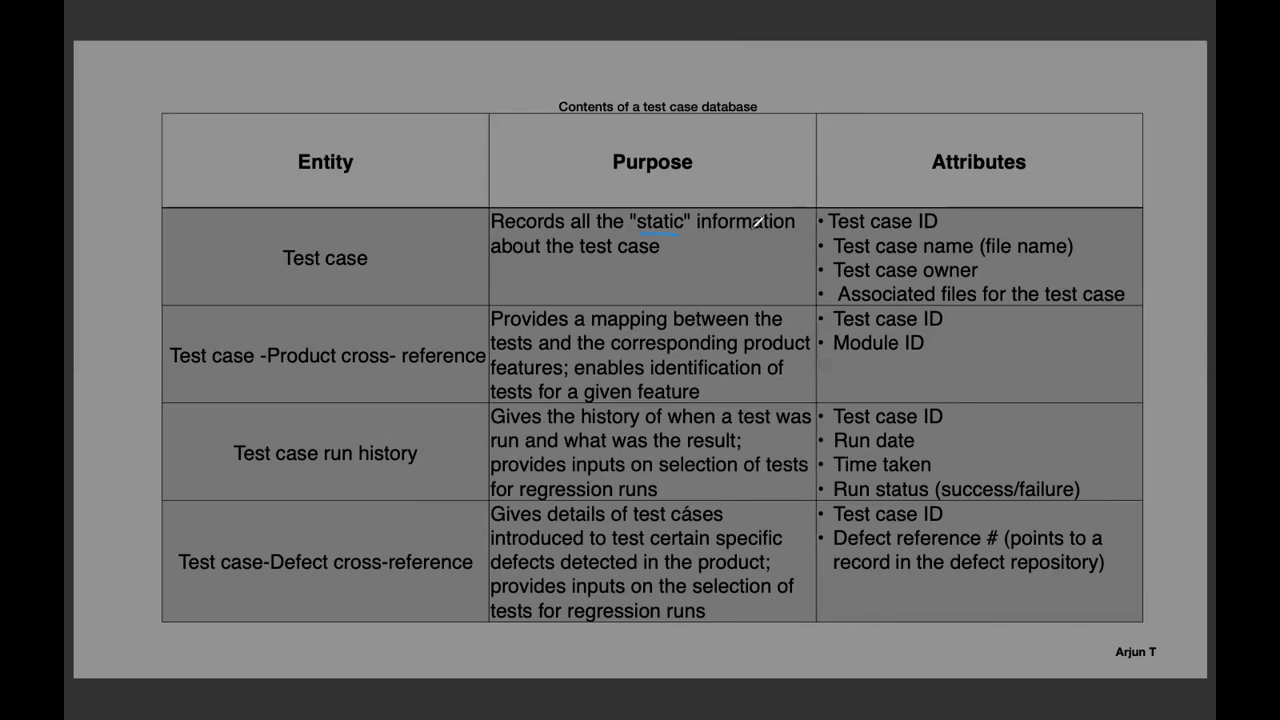 Contents of a test case database
Entity
Purpose
Attributes
Test case
Records all the "static" information
about the test case
• Test case ID
• Test case name (file name)
• Test case owner
• Associated files for the test case
Test case -Product cross- reference
Provides a mapping between the
tests and the corresponding product
features; enables identification of
tests for a given feature
• Test case ID
• Module ID
Test case run history
Gives the history of when a test was
run and what was the result;
provides inputs on selection of tests
for regression runs
• Test case ID
• Run date
• Time taken
• Run status (success/failure)
Test case-Defect cross-reference
Gives details of test cáses
introduced to test certain specific
defects detected in the product;
provides inputs on the selection of
tests for regression runs
• Test case ID
• Defect reference # (points to a
record in the defect repository)
Arjun T